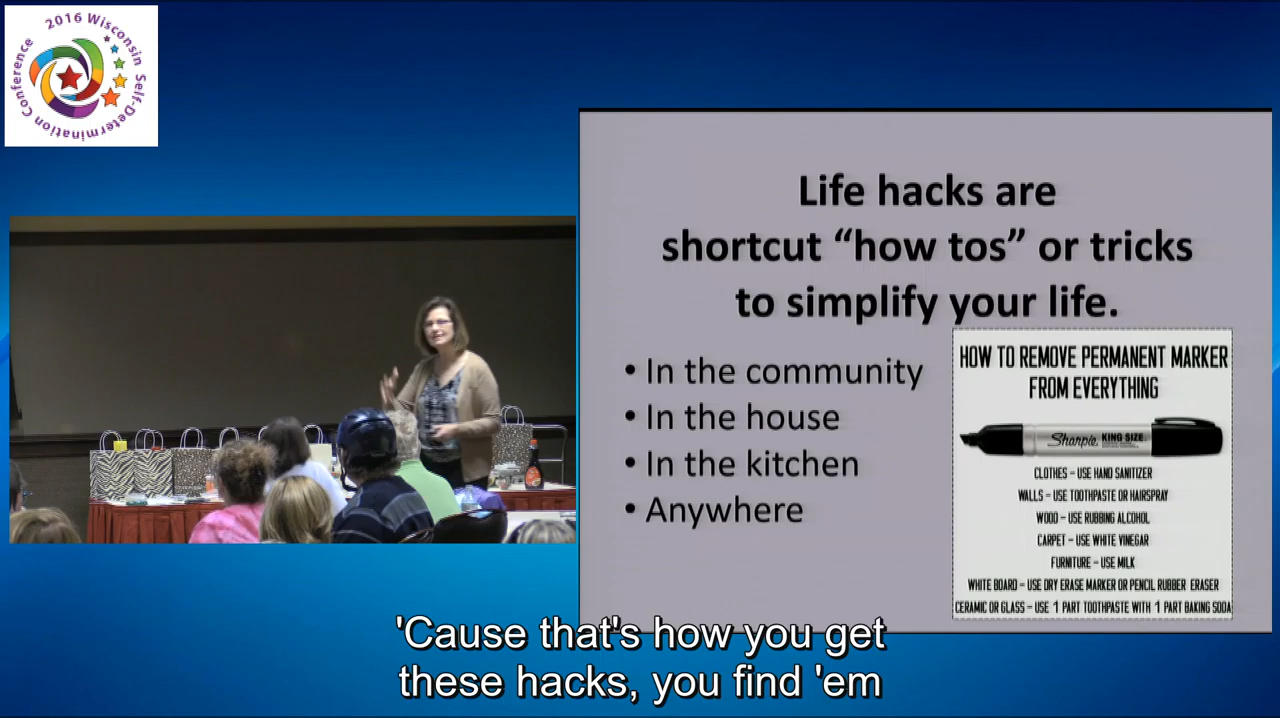 2016 Wisconsin Self-Determination Conference
Life hacks are
shortcut “how tos” or tricks
to simplify your life.
• In the community
• In the house
• In the kitchen
• Anywhere
HOW TO REMOVE PERMANENT MARKER
FROM EVERYTHING
Sharpie KING SIZE
CLOTHES = USE HAND SANITIZER
WALLS = USE TOOTHPASTE OR HAIRSPRAY
WOOD = USE RUBBING ALCOHOL
CARPET = USE WHITE VINEGAR
FURNITURE = USE MILK
WHITE BOARD = USE DRY ERASE MARKER OR PENCIL RUBBER ERASER
CERAMIC OR GLASS = USE 1 PART TOOTHPASTE WITH 1 PART BAKING SODA
'Cause that's how you get
these hacks, you find 'em